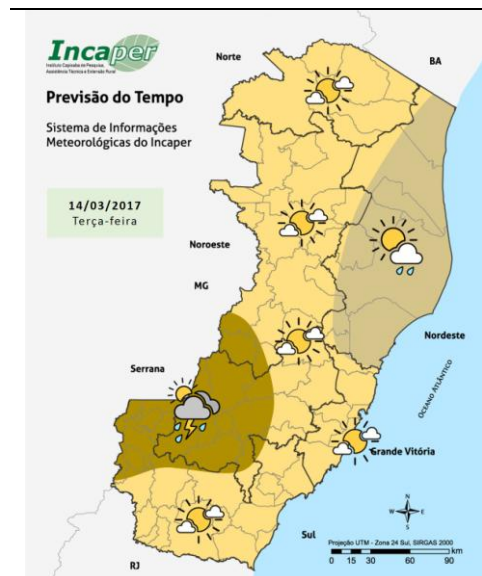 Incaper
Instituto Capixaba de Pesquisa,
Assistência Técnica e Extensão Rural
Previsão do Tempo
Sistema de Informações
Meteorológicas do Incaper
14/03/2017
Terça-feira
Norte
BA
Noroeste
MG
Nordeste
Serrana
OCEANO ATLÂNTICO
Grande Vitória
Sul
RJ
N
W
E
S
Projeção UTM - Zona 24 Sul, SIRGAS 2000
0 15 30 60 90
km